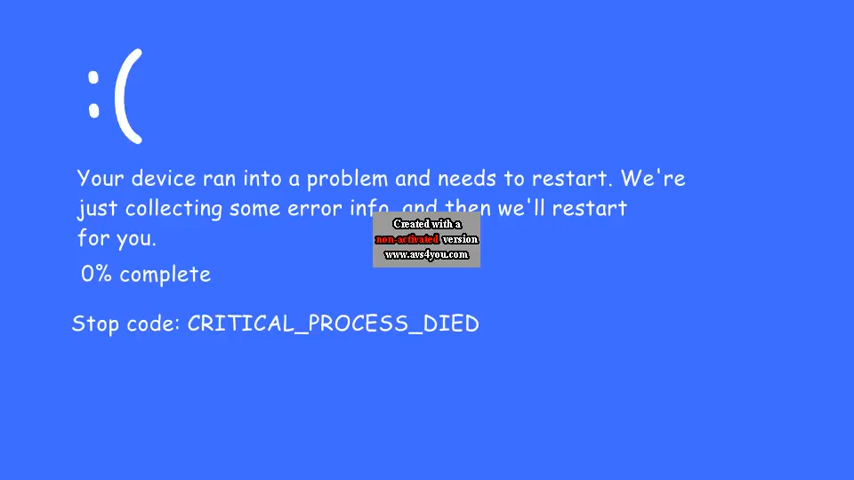 :(
Your device ran into a problem and needs to restart. We're
just collecting some error info, and then we'll restart
for you.
Created with a
non-activated version
www.avs4you.com
0% complete
Stop code: CRITICAL_PROCESS_DIED